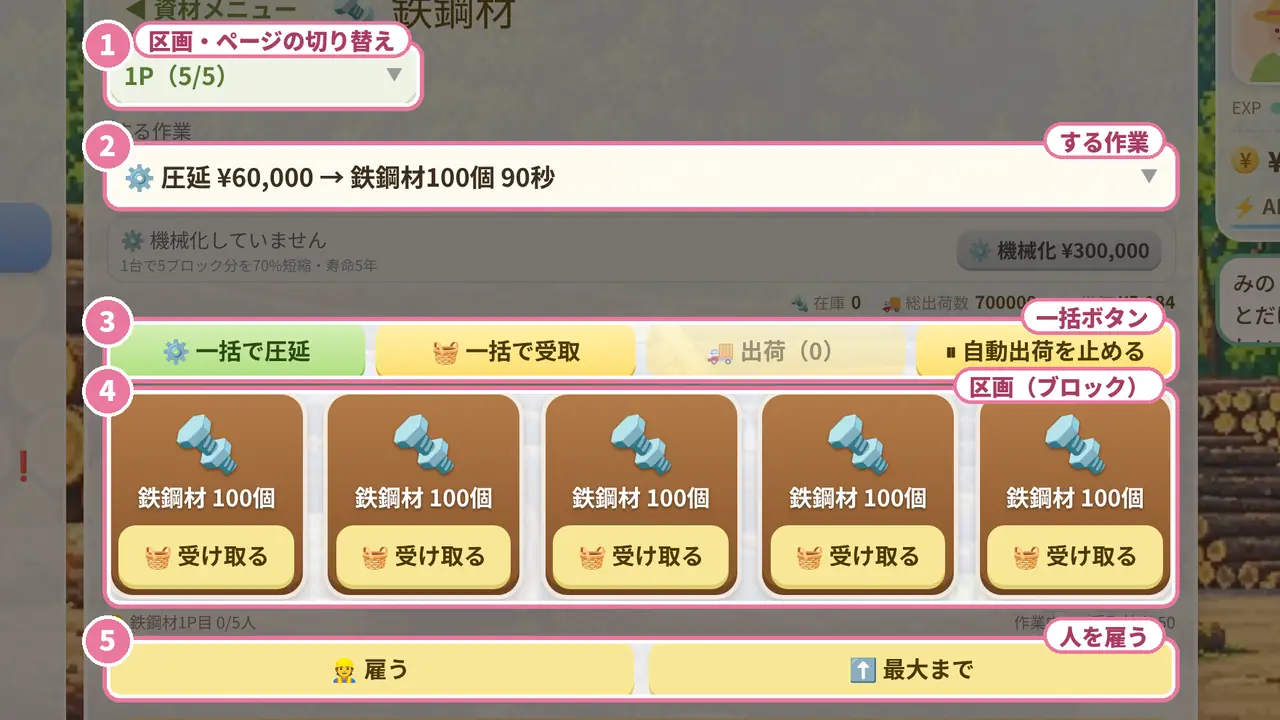 ◀資材メニュー
鉄鋼材
1
区画・ページの切り替え
1P（5/5）
▼
する作業
2
する作業
圧延 ¥60,000 → 鉄鋼材100個 90秒
▼
機械化していません
1台で5ブロック分を70%短縮・寿命5年
機械化 ¥300,000
在庫 0
総出荷数
3
一括ボタン
一括で圧延
一括で受取
出荷（0）
自動出荷を止める
4
区画（ブロック）
鉄鋼材 100個
鉄鋼材 100個
鉄鋼材 100個
鉄鋼材 100個
鉄鋼材 100個
受け取る
受け取る
受け取る
受け取る
受け取る
鉄鋼材1P目 0/5人
5
人を雇う
雇う
最大まで
EXP
¥
みの
とだ